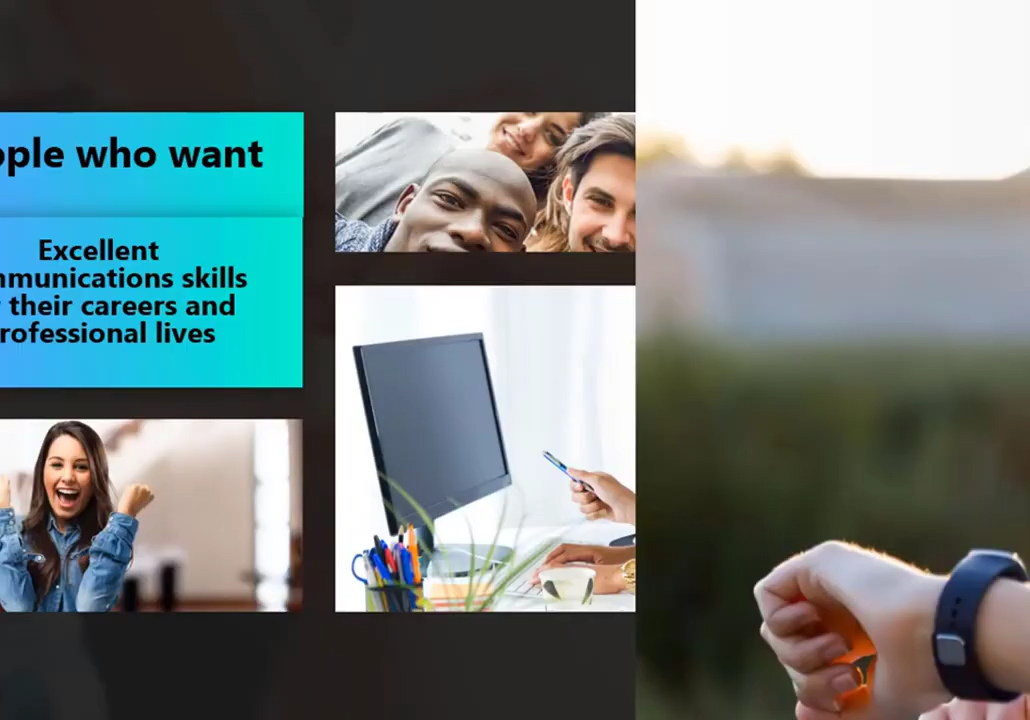 ople who want
Excellent
mmunications skills
r their careers and
rofessional lives